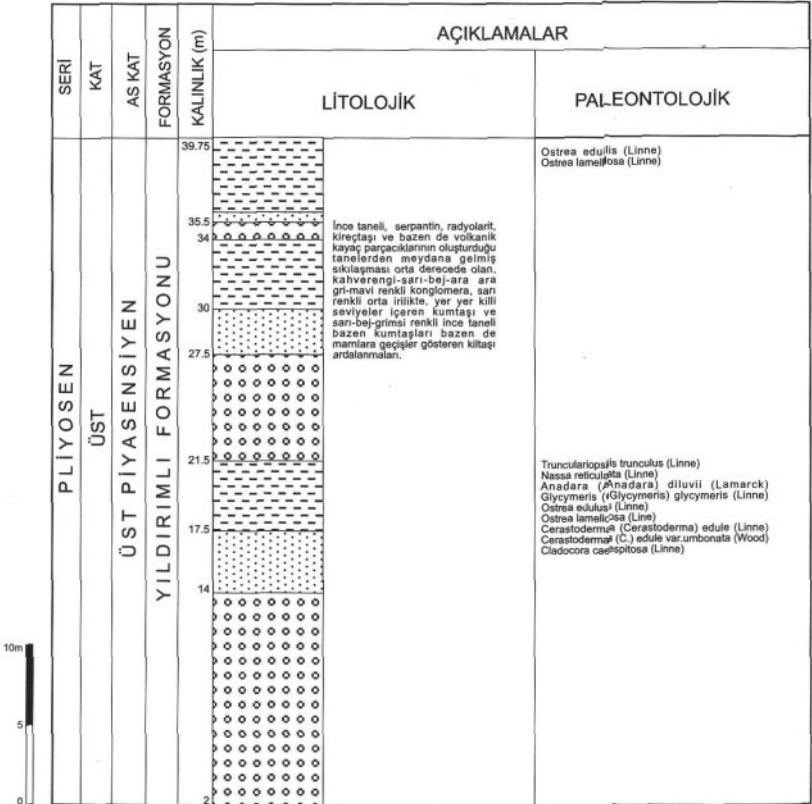 AÇIKLAMALAR
SERİ
KAT
AS KAT
FORMASYON
KALINLIK (m)
LİTOLOJİK
PALEONTOLOJİK
PLİYOSEN
ÜST
ÜST PİYASENSİYEN
YILDIRIMLI FORMASYONU
39.75
35.5
34
30
27.5
21.5
17.5
14
2
İnce taneli, serpantin, radyolarit,
kireçtaşı ve bazen de volkanik
kayaç parçacıklarının oluşturduğu
tanelerden meydana gelmiş
sıkılaşması orta derecede olan,
kahverengi-sarı-bej-ara ara
gri-mavi renkli konglomera, sarı
renkli orta irilikte, yer yer killi
seviyeler içeren kumtaşı ve
sarı-bej-grimsi renkli ince taneli
bazen kumtaşları bazen de
marnlara geçişler gösteren kiltaşı
ardalanmaları.
Ostrea edulis (Linne)
Ostrea lamellosa (Linne)
Trunculariopsis trunculus (Linne)
Nassa reticulata (Linne)
Anadara (Anadara) diluvii (Lamarck)
Glycymeris (Glycymeris) glycymeris (Linne)
Ostrea edulus (Linne)
Ostrea lamellosa (Line)
Cerastoderma (Cerastoderma) edule (Linne)
Cerastoderma (C.) edule var.umbonata (Wood)
Cladocora caespitosa (Linne)
10m
5
0